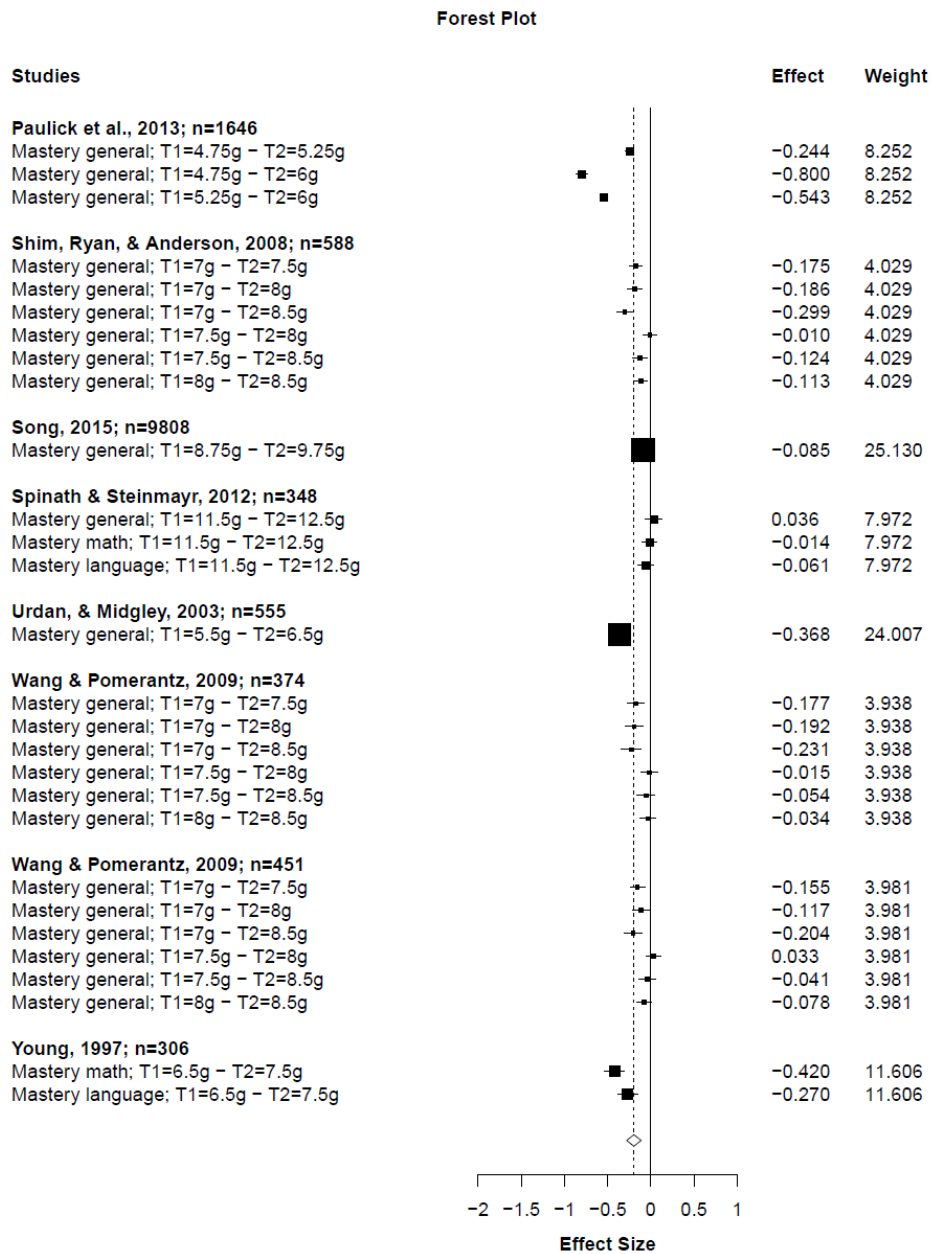 Forest Plot
Studies Effect Weight
Paulick et al., 2013; n=1646
Mastery general; T1=4.75g − T2=5.25g −0.244 8.252
Mastery general; T1=4.75 − T2=6g −0.800 8.252
Mastery general; T1=5.25g − T2=6g −0.543 8.252
Shim, Ryan, & Anderson, 2008; n=588
Mastery general; T1=7g − T2=7.5g −0.175 4.029
Mastery general; T1=7g − T2=8g −0.186 4.029
Mastery general; T1=7g − T2=8.5g −0.299 4.029
Mastery general; T1=7.5g − T2=8g −0.010 4.029
Mastery general; T1=7.5g − T2=8.5g −0.124 4.029
Mastery general; T1=8g − T2=8.5g −0.113 4.029
Song, 2015; n=9808
Mastery general; T1=8.75g − T2=9.75g −0.085 25.130
Spinath & Steinmayr, 2012; n=348
Mastery general; T1=11.5g − T2=12.5g 0.036 7.972
Mastery math; T1=11.5g − T2=12.5g −0.014 7.972
Mastery language; T1=11.5g − T2=12.5g −0.061 7.972
Urdan, & Midgley, 2003; n=555
Mastery general; T1=5.5g − T2=6.5g −0.368 24.007
Wang & Pomerantz, 2009; n=374
Mastery general; T1=7g − T2=7.5g −0.177 3.938
Mastery general; T1=7g − T2=8g −0.192 3.938
Mastery general; T1=7g − T2=8.5g −0.231 3.938
Mastery general; T1=7.5g − T2=8g −0.015 3.938
Mastery general; T1=7.5g − T2=8.5g −0.054 3.938
Mastery general; T1=8g − T2=8.5g −0.034 3.938
Wang & Pomerantz, 2009; n=451
Mastery general; T1=7g − T2=7.5g −0.155 3.981
Mastery general; T1=7g − T2=8g −0.117 3.981
Mastery general; T1=7g − T2=8.5g −0.204 3.981
Mastery general; T1=7.5g − T2=8g 0.033 3.981
Mastery general; T1=7.5g − T2=8.5g −0.041 3.981
Mastery general; T1=8g − T2=8.5g −0.078 3.981
Young, 1997; n=306
Mastery math; T1=6.5g − T2=7.5g −0.420 11.606
Mastery language; T1=6.5g − T2=7.5g −0.270 11.606
−2 −1.5 −1 −0.5 0 0.5 1
Effect Size